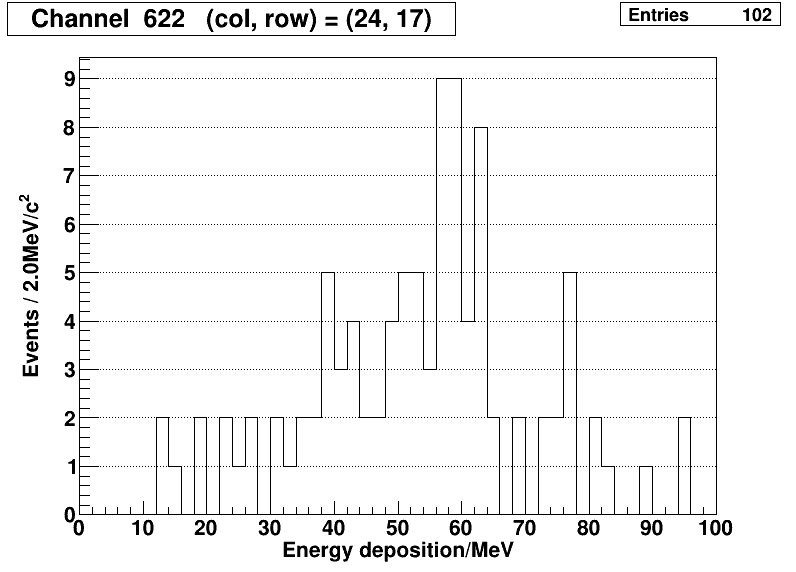 Channel 622 (col, row) = (24, 17)
Entries 102
Events / 2.0MeV/c²
9
8
7
6
5
4
3
2
1
0
0 10 20 30 40 50 60 70 80 90 100
Energy deposition/MeV